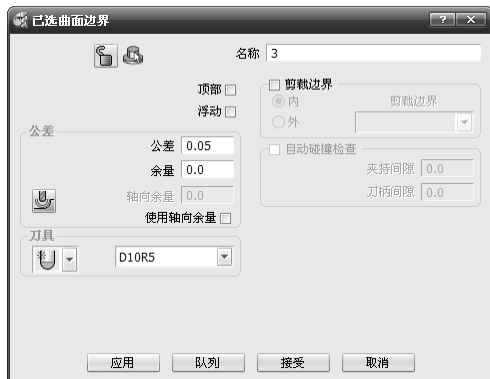 已选曲面边界
名称 3
顶部
浮动
公差
公差 0.05
余量 0.0
轴向余量 0.0
使用轴向余量
刀具
D10R5
剪裁边界
内 剪裁边界
外
自动碰撞检查
夹持间隙 0.0
刀柄间隙 0.0
应用 队列 接受 取消